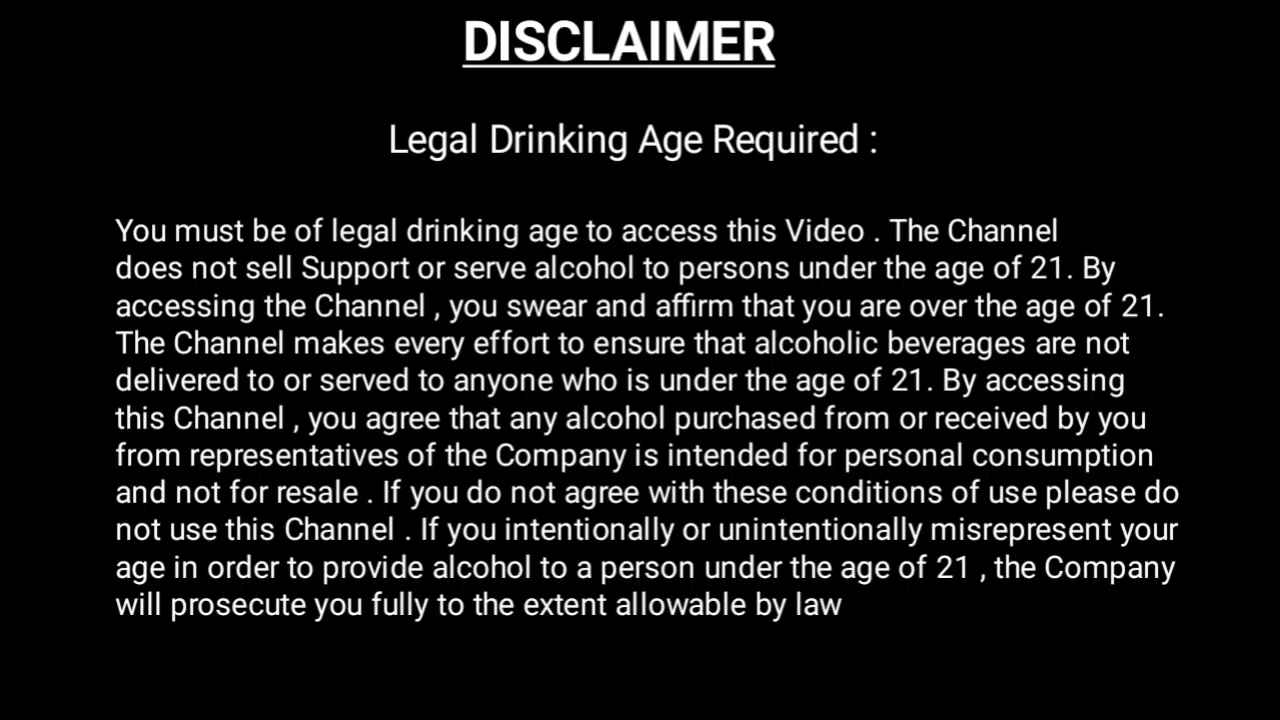 DISCLAIMER
Legal Drinking Age Required :
You must be of legal drinking age to access this Video . The Channel
does not sell Support or serve alcohol to persons under the age of 21. By
accessing the Channel , you swear and affirm that you are over the age of 21.
The Channel makes every effort to ensure that alcoholic beverages are not
delivered to or served to anyone who is under the age of 21. By accessing
this Channel , you agree that any alcohol purchased from or received by you
from representatives of the Company is intended for personal consumption
and not for resale . If you do not agree with these conditions of use please do
not use this Channel . If you intentionally or unintentionally misrepresent your
age in order to provide alcohol to a person under the age of 21 , the Company
will prosecute you fully to the extent allowable by law